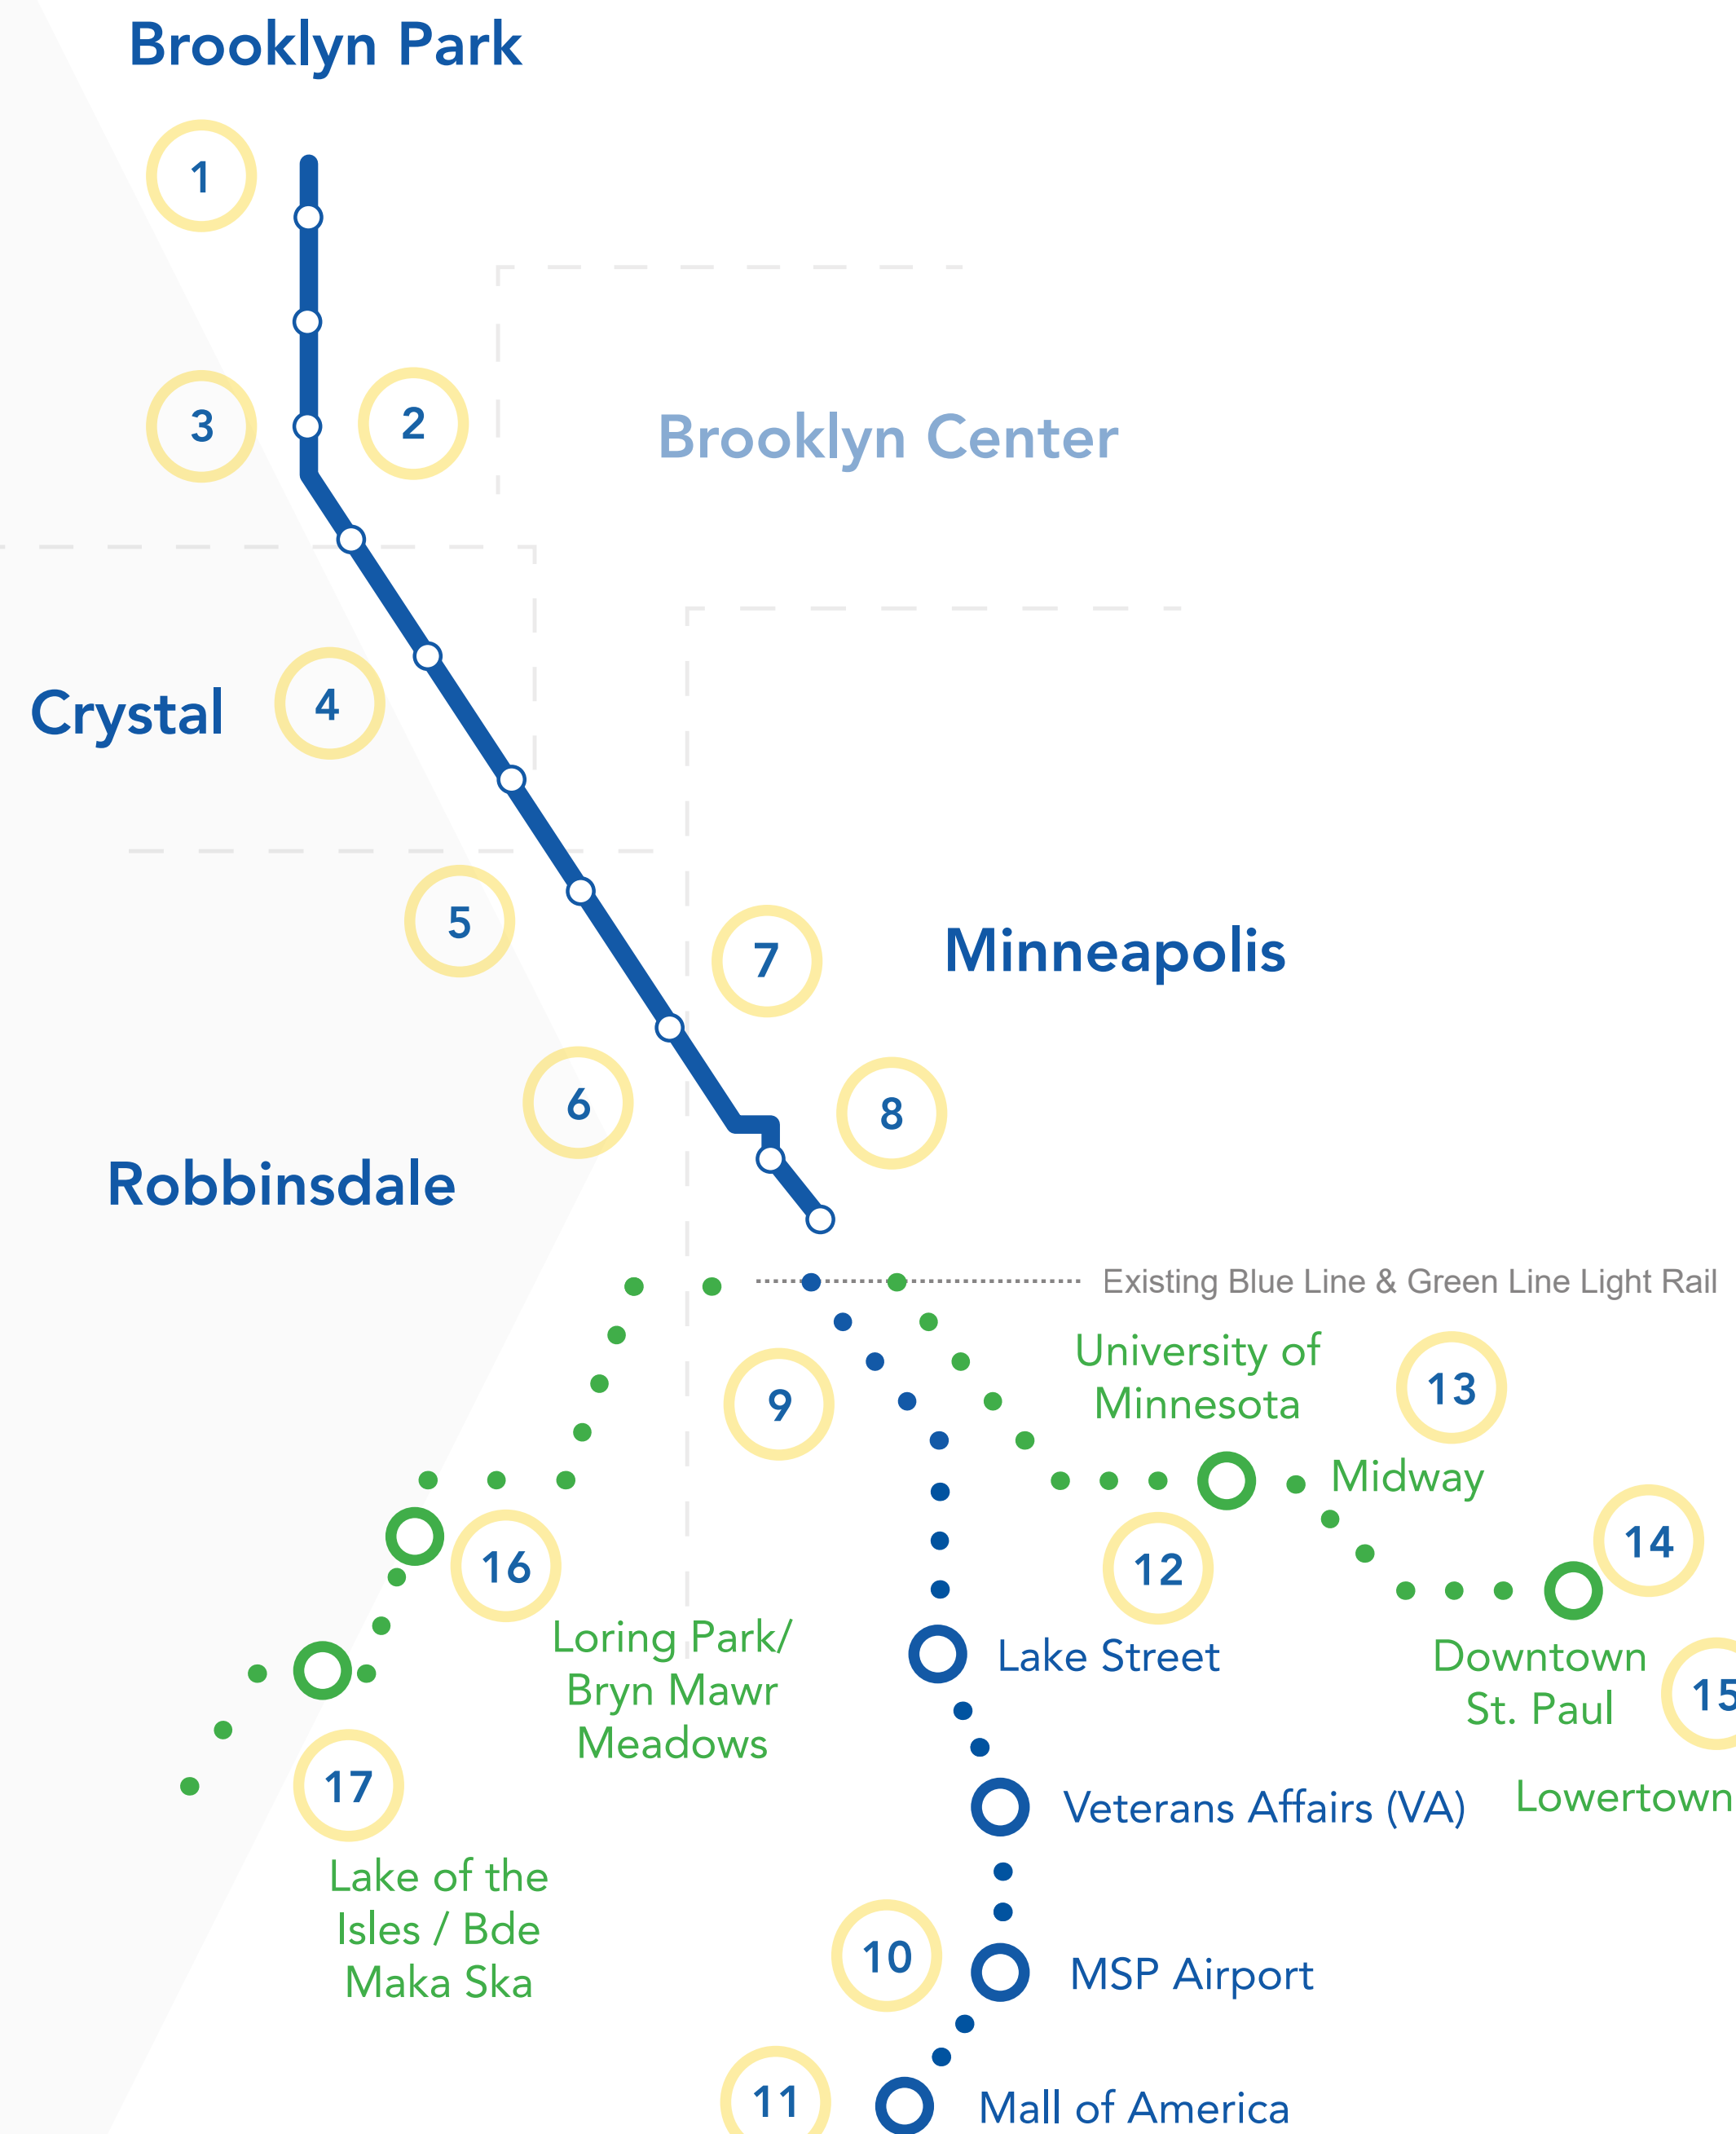 Brooklyn Park
1
3
2
Brooklyn Center
Crystal
4
5
7
Minneapolis
6
8
Robbinsdale
Existing Blue Line & Green Line Light Rail
University of
Minnesota
13
9
Midway
16
12
14
Loring Park/
Bryn Mawr
Meadows
Lake Street
Downtown
St. Paul
15
17
Veterans Affairs (VA)
Lowertown
Lake of the
Isles / Bde
Maka Ska
10
MSP Airport
11
Mall of America